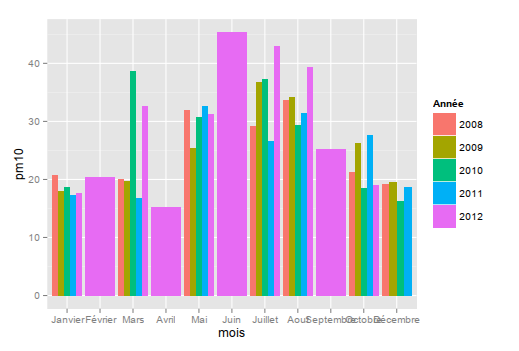 40
30
20
10
0
pm10
Janvier Février Mars Avril Mai Juin Juillet Aout Septembre Octobre Décembre
mois
Année
2008
2009
2010
2011
2012